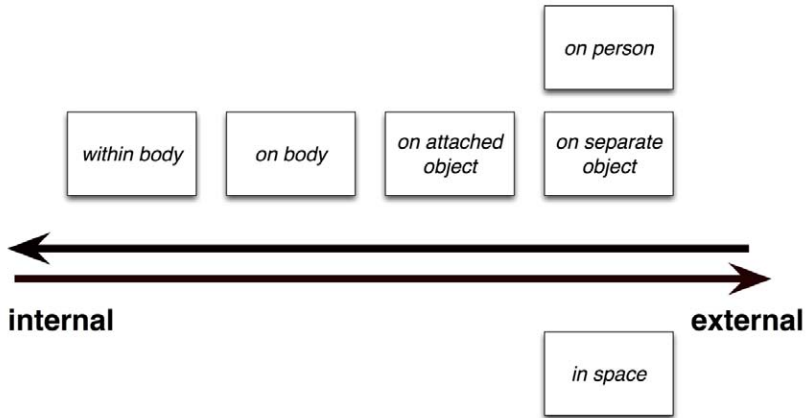 on person
within body
on body
on attached
object
on separate
object
internal
external
in space